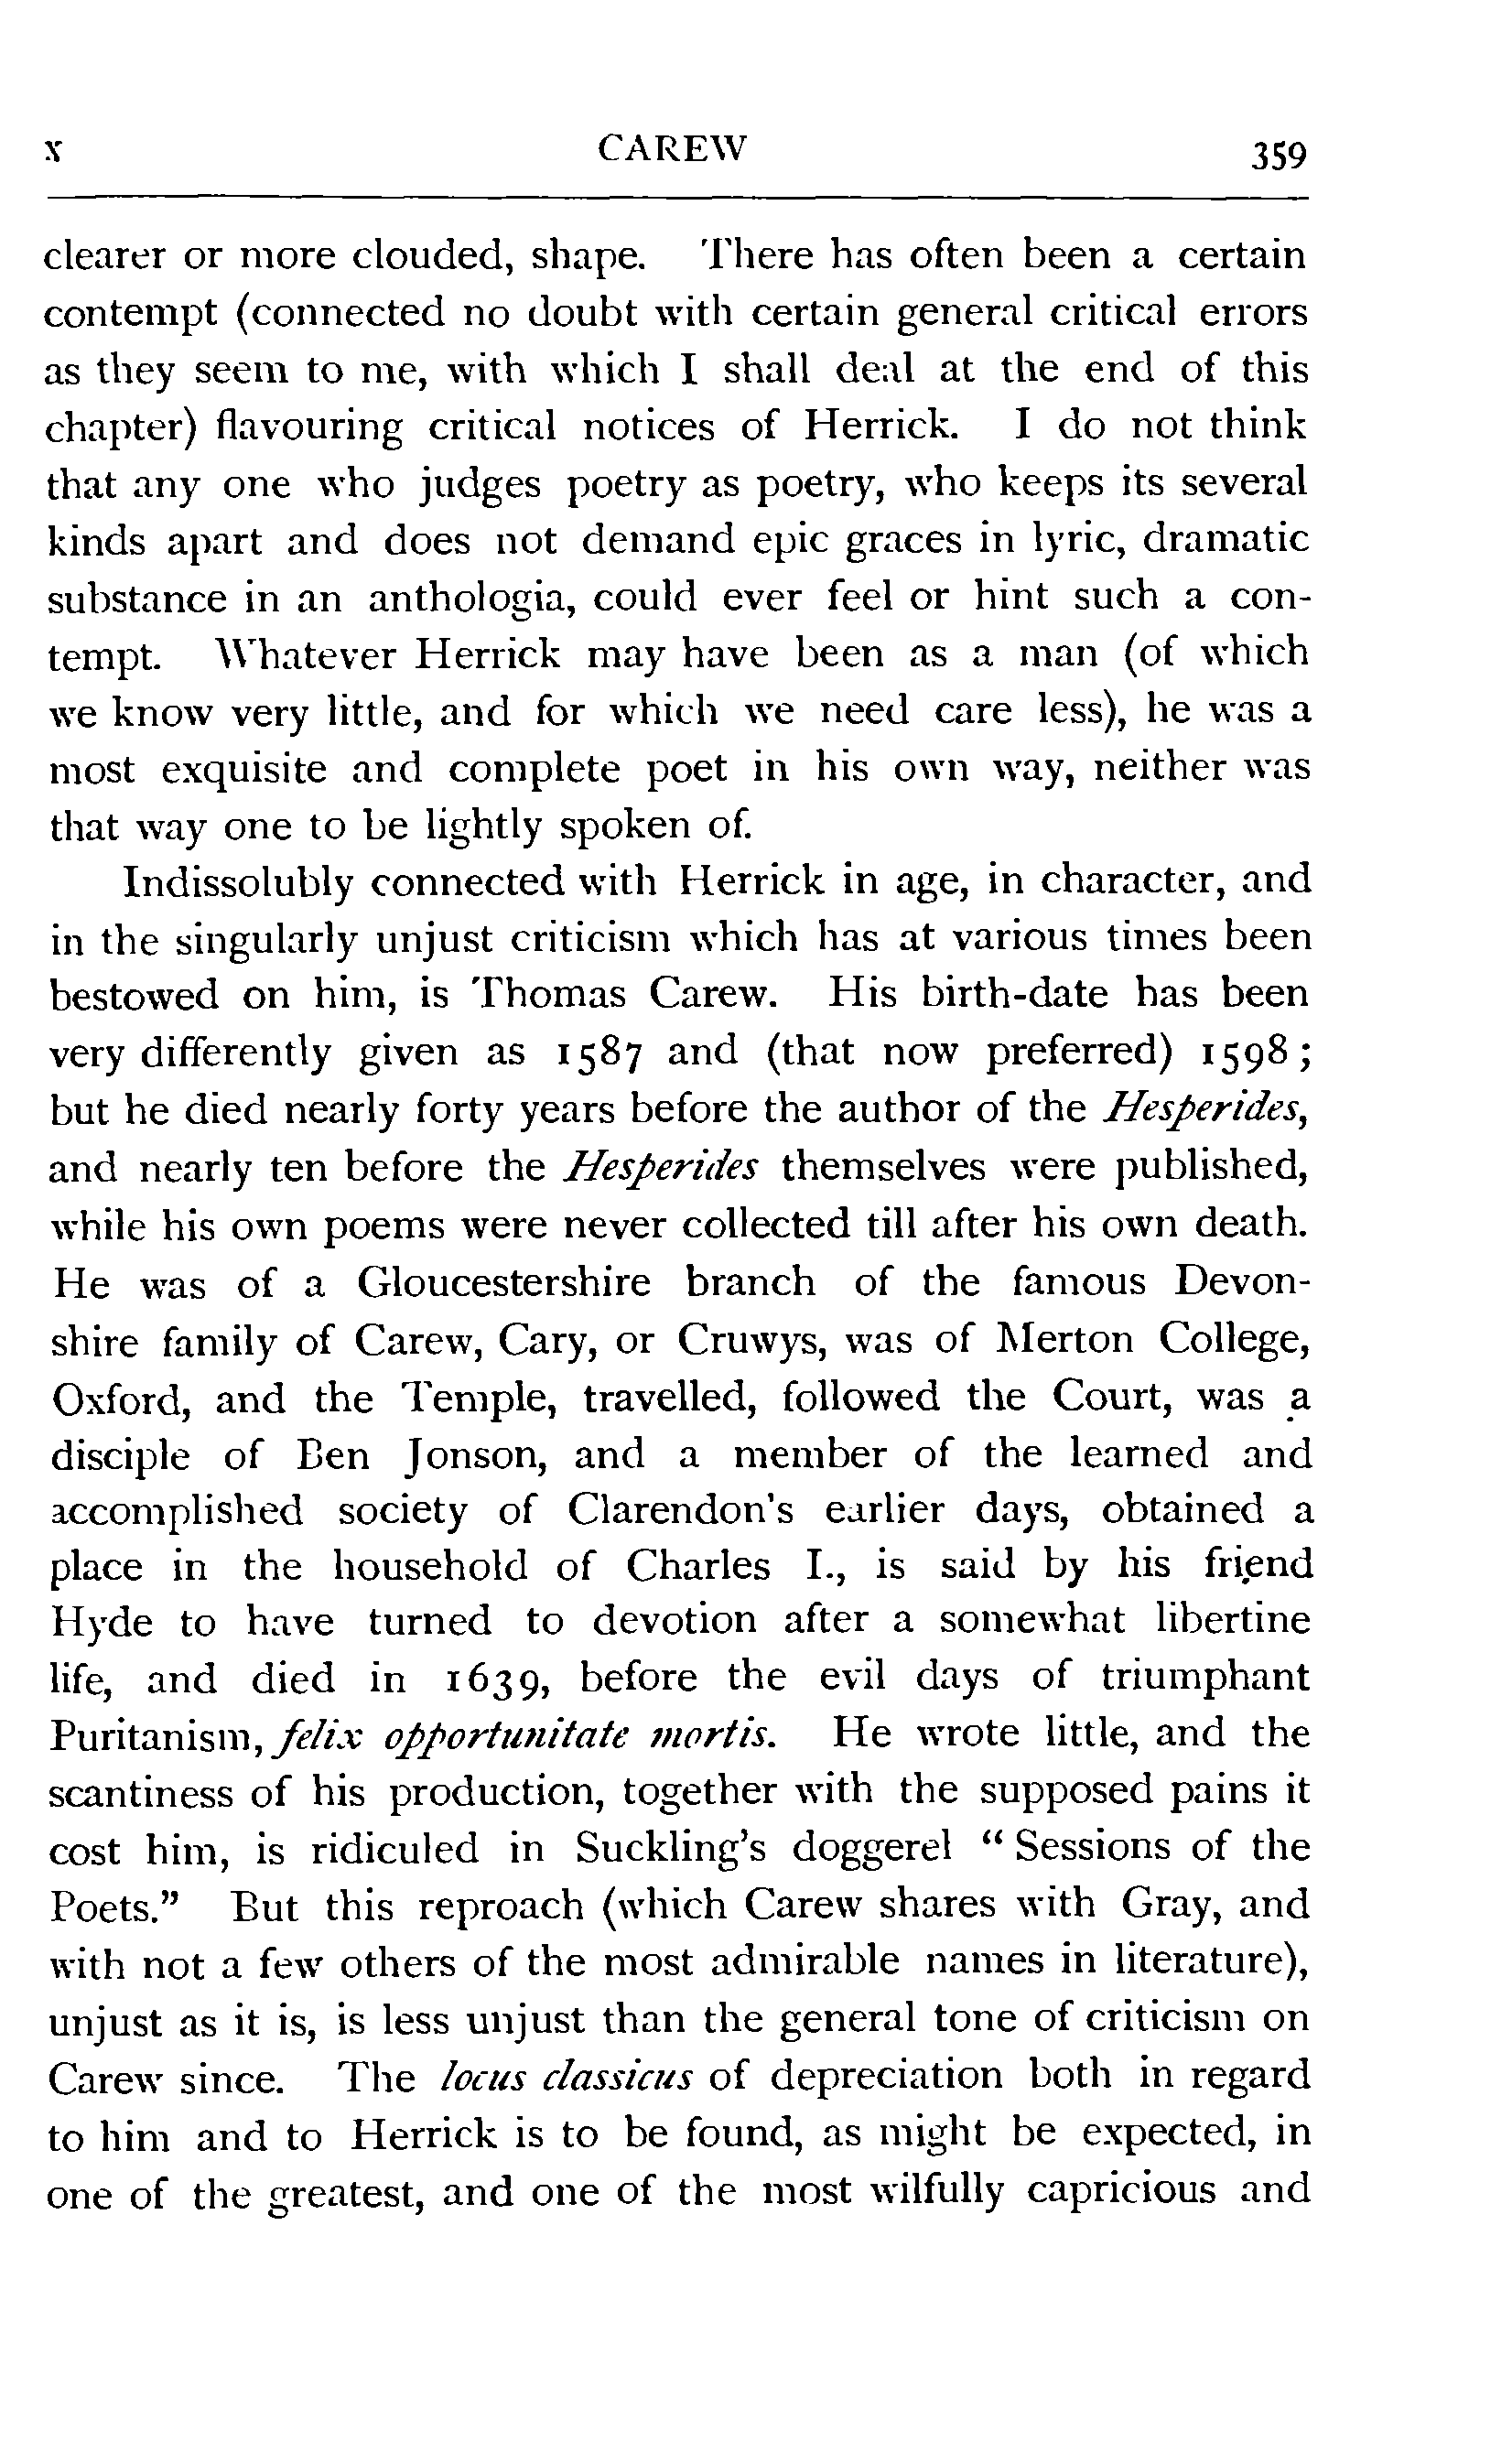 x CAREW 359
clearer or more clouded, shape. There has often been a certain
contempt (connected no doubt with certain general critical errors
as they seem to me, with which I shall deal at the end of this
chapter) flavouring critical notices of Herrick. I do not think
that any one who judges poetry as poetry, who keeps its several
kinds apart and does not demand epic graces in lyric, dramatic
substance in an anthologia, could ever feel or hint such a con-
tempt. Whatever Herrick may have been as a man (of which
we know very little, and for which we need care less), he was a
most exquisite and complete poet in his own way, neither was
that way one to be lightly spoken of.
Indissolubly connected with Herrick in age, in character, and
in the singularly unjust criticism which has at various times been
bestowed on him, is Thomas Carew. His birth-date has been
very differently given as 1587 and (that now preferred) 1598;
but he died nearly forty years before the author of the Hesperides,
and nearly ten before the Hesperides themselves were published,
while his own poems were never collected till after his own death.
He was of a Gloucestershire branch of the famous Devon-
shire family of Carew, Cary, or Cruwys, was of Merton College,
Oxford, and the Temple, travelled, followed the Court, was a
disciple of Ben Jonson, and a member of the learned and
accomplished society of Clarendon's earlier days, obtained a
place in the household of Charles I., is said by his friend
Hyde to have turned to devotion after a somewhat libertine
life, and died in 1639, before the evil days of triumphant
Puritanism, felix opportunitate mortis. He wrote little, and the
scantiness of his production, together with the supposed pains it
cost him, is ridiculed in Suckling's doggerel "Sessions of the
Poets." But this reproach (which Carew shares with Gray, and
with not a few others of the most admirable names in literature),
unjust as it is, is less unjust than the general tone of criticism on
Carew since. The locus classicus of depreciation both in regard
to him and to Herrick is to be found, as might be expected, in
one of the greatest, and one of the most wilfully capricious and